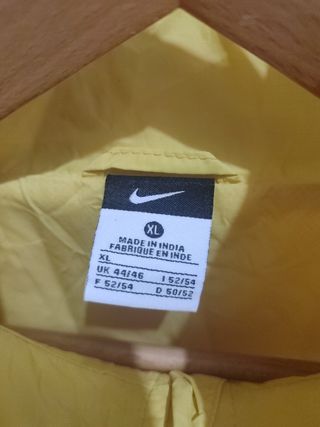 XL
MADE IN INDIA
FABRIQUE EN INDE
XL
UK 44/46 I 52/54
F 52/54 D 50/52